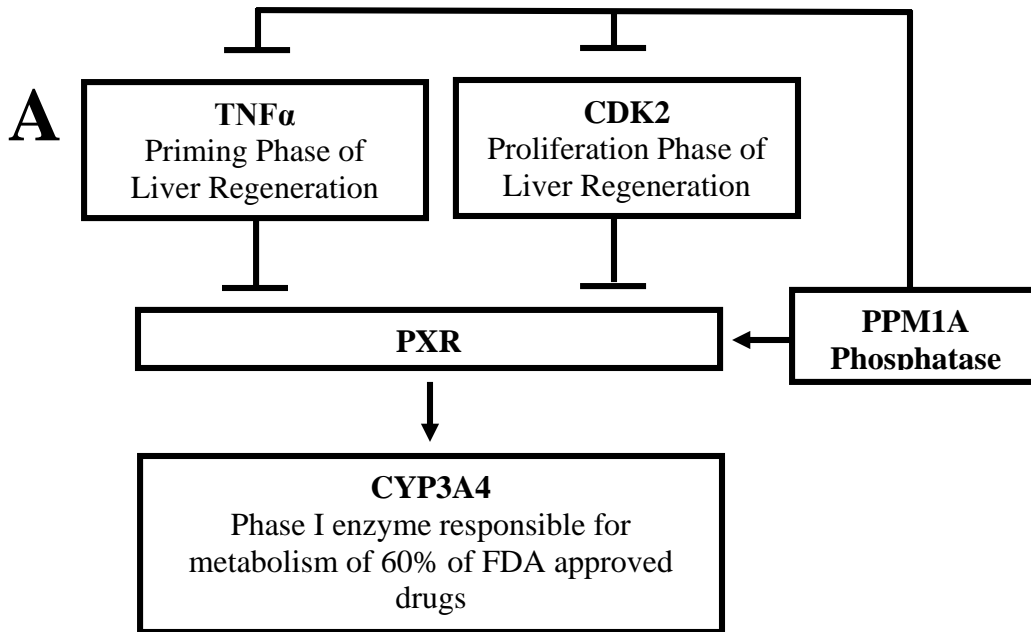 A
TNFα
Priming Phase of
Liver Regeneration
CDK2
Proliferation Phase of
Liver Regeneration
PXR
PPM1A
Phosphatase
CYP3A4
Phase I enzyme responsible for
metabolism of 60% of FDA approved
drugs